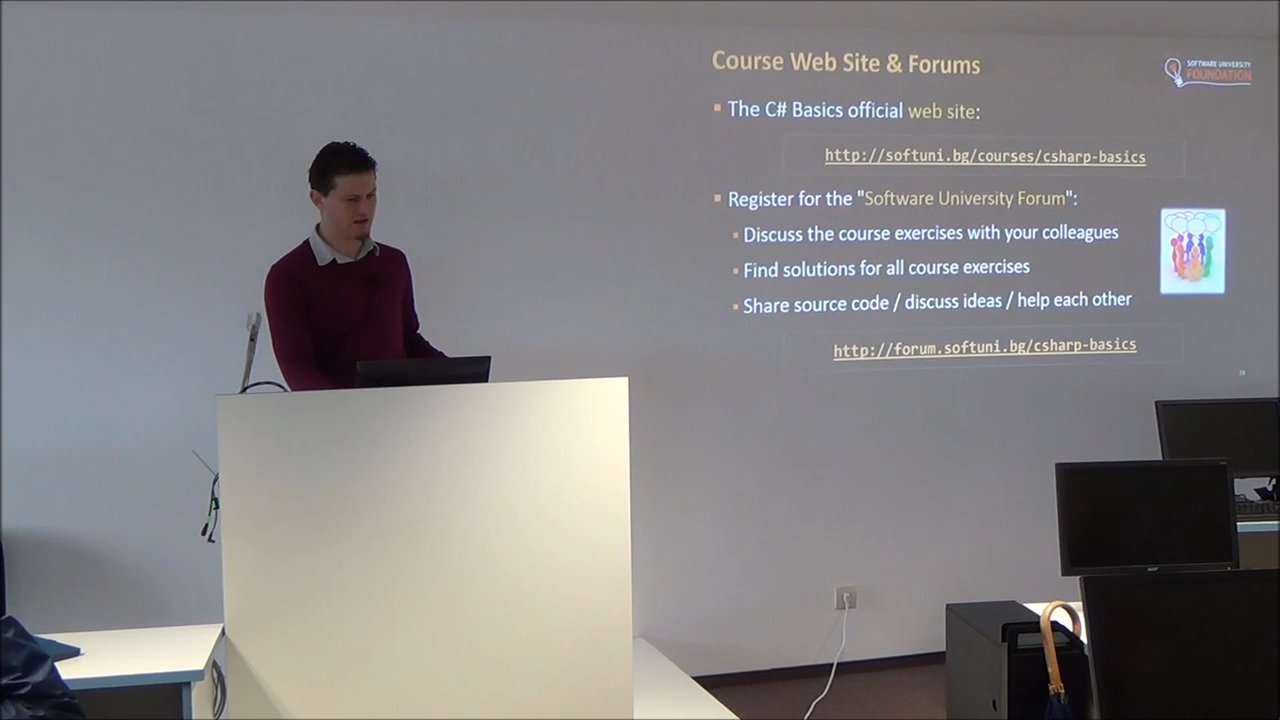 Course Web Site & Forums
SOFTWARE UNIVERSITY
FOUNDATION
The C# Basics official web site:
http://softuni.bg/courses/csharp-basics
Register for the "Software University Forum":
Discuss the course exercises with your colleagues
Find solutions for all course exercises
Share source code / discuss ideas / help each other
http://forum.softuni.bg/csharp-basics
acer